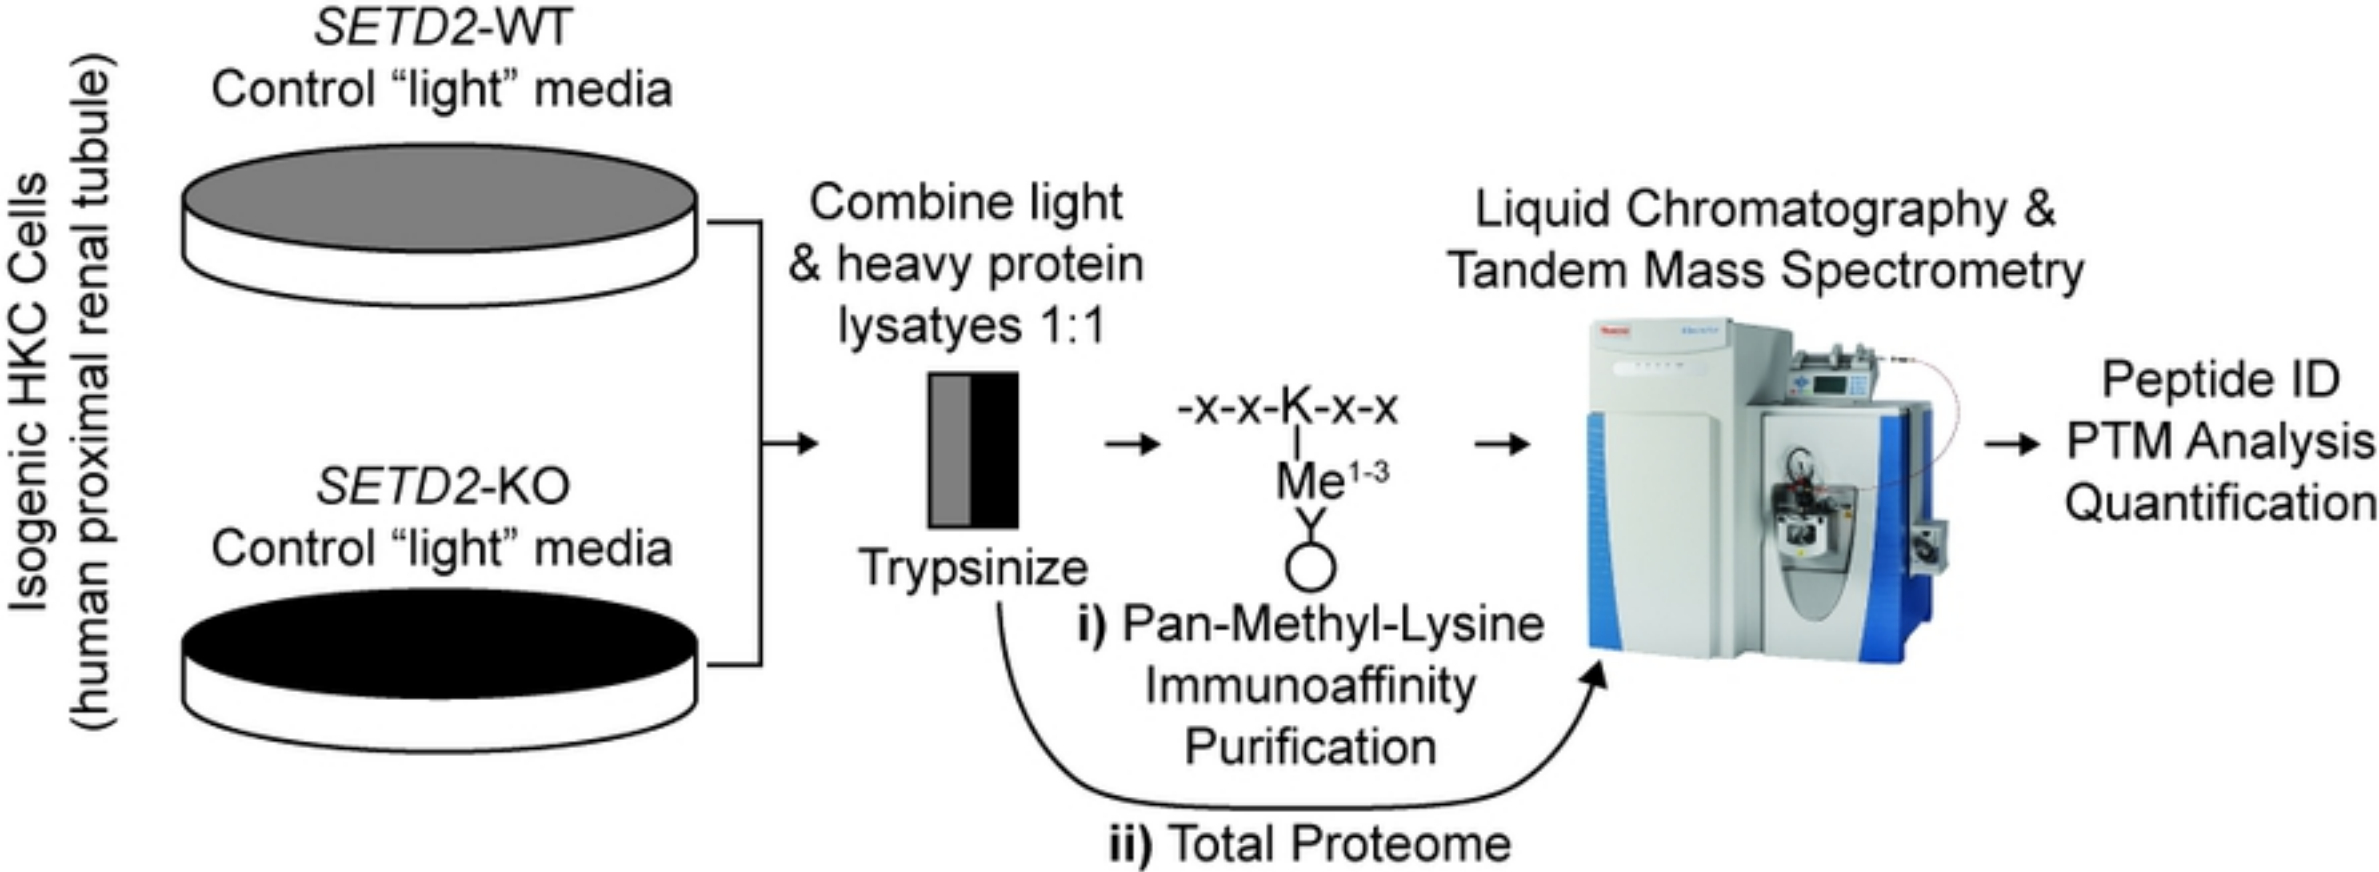 Isogenic HKC Cells
(human proximal renal tubule)
SETD2-WT
Control “light” media
SETD2-KO
Control “light” media
Combine light
& heavy protein
lysatyes 1:1
Trypsinize
-x-x-K-x-x
Me1-3
i) Pan-Methyl-Lysine
Immunoaffinity
Purification
ii) Total Proteome
Liquid Chromatography &
Tandem Mass Spectrometry
Peptide ID
PTM Analysis
Quantification